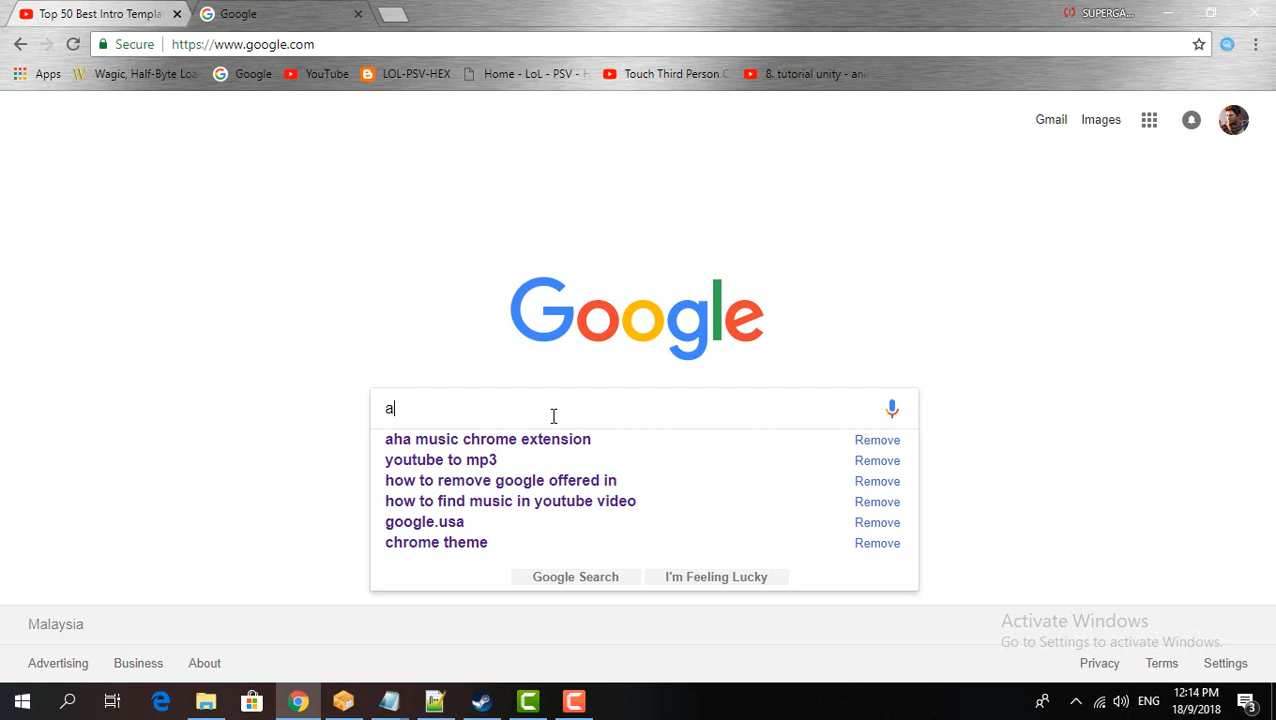 Top 50 Best Intro Templat
Google
SUPERGA...
Secure
https://www.google.com
Apps
Wagic, Half-Byte Loa
Google
YouTube
LOL-PSV-HEX
Home - LoL - PSV - H
Touch Third Person C
8. tutorial unity - an
Gmail
Images
Google
a
aha music chrome extension
Remove
youtube to mp3
Remove
how to remove google offered in
Remove
how to find music in youtube video
Remove
google.usa
Remove
chrome theme
Remove
Google Search
I'm Feeling Lucky
Malaysia
Activate Windows
Go to Settings to activate Windows.
Advertising
Business
About
Privacy
Terms
Settings
ENG
12:14 PM
18/9/2018
3